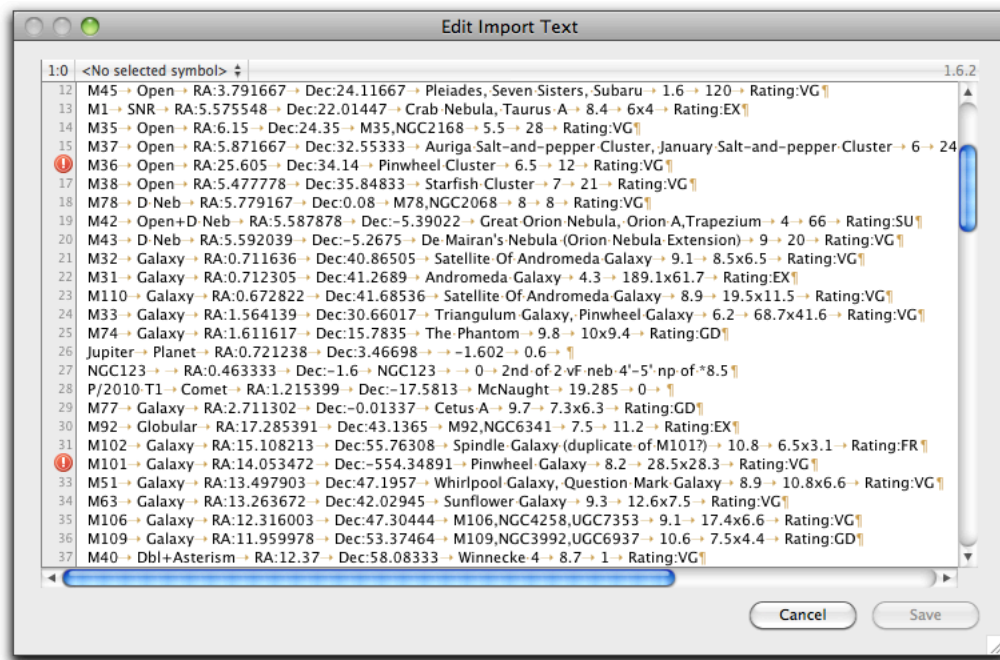 Edit Import Text
1:0 <No selected symbol> 1.6.2
12 M45→ Open→ RA:3.791667→ Dec:24.11667→ Pleiades, Seven·Sisters, Subaru→ 1.6→ 120→ Rating:VG¶
13 M1→ SNR→ RA:5.575548→ Dec:22.01447→ Crab·Nebula, Taurus·A→ 8.4→ 6x4→ Rating:EX¶
14 M35→ Open→ RA:6.15→ Dec:24.35→ M35,NGC2168→ 5.5→ 28→ Rating:VG¶
15 M37→ Open→ RA:5.871667→ Dec:32.55333→ Auriga·Salt-and-pepper·Cluster, January·Salt-and-pepper·Cluster→ 6→ 24
M36→ Open→ RA:25.605→ Dec:34.14→ Pinwheel·Cluster→ 6.5→ 12→ Rating:VG¶
17 M38→ Open→ RA:5.477778→ Dec:35.84833→ Starfish·Cluster→ 7→ 21→ Rating:VG¶
18 M78→ D·Neb→ RA:5.779167→ Dec:0.08→ M78,NGC2068→ 8→ 8→ Rating:VG¶
19 M42→ Open+D·Neb→ RA:5.587878→ Dec:-5.39022→ Great·Orion·Nebula,·Orion·A,Trapezium→ 4→ 66→ Rating:SU¶
20 M43→ D·Neb→ RA:5.592039→ Dec:-5.2675→ De·Mairan's·Nebula·(Orion·Nebula·Extension)→ 9→ 20→ Rating:VG¶
21 M32→ Galaxy→ RA:0.711636→ Dec:40.86505→ Satellite·Of·Andromeda·Galaxy→ 9.1→ 8.5x6.5→ Rating:VG¶
22 M31→ Galaxy→ RA:0.712305→ Dec:41.2689→ Andromeda·Galaxy→ 4.3→ 189.1x61.7→ Rating:EX¶
23 M110→ Galaxy→ RA:0.672822→ Dec:41.68536→ Satellite·Of·Andromeda·Galaxy→ 8.9→ 19.5x11.5→ Rating:VG¶
24 M33→ Galaxy→ RA:1.564139→ Dec:30.66017→ Triangulum·Galaxy,·Pinwheel·Galaxy→ 6.2→ 68.7x41.6→ Rating:VG¶
25 M74→ Galaxy→ RA:1.611617→ Dec:15.7835→ The·Phantom→ 9.8→ 10x9.4→ Rating:GD¶
26 Jupiter→ Planet→ RA:0.721238→ Dec:3.46698→ → -1.602→ 0.6→ ¶
27 NGC123→ → RA:0.463333→ Dec:-1.6→ NGC123→ → 0→ 2nd·of·2·vF·neb·4'-5'·np·of·*8.5¶
28 P/2010·T1→ Comet→ RA:1.215399→ Dec:-17.5813→ McNaught→ 19.285→ 0→ ¶
29 M77→ Galaxy→ RA:2.711302→ Dec:-0.01337→ Cetus·A→ 9.7→ 7.3x6.3→ Rating:GD¶
30 M92→ Globular→ RA:17.285391→ Dec:43.1365→ M92,NGC6341→ 7.5→ 11.2→ Rating:EX¶
31 M102→ Galaxy→ RA:15.108213→ Dec:55.76308→ Spindle·Galaxy·(duplicate·of·M101?)→ 10.8→ 6.5x3.1→ Rating:FR¶
M101→ Galaxy→ RA:14.053472→ Dec:-554.34891→ Pinwheel·Galaxy→ 8.2→ 28.5x28.3→ Rating:VG¶
33 M51→ Galaxy→ RA:13.497903→ Dec:47.1957→ Whirlpool·Galaxy,·Question·Mark·Galaxy→ 8.9→ 10.8x6.6→ Rating:VG¶
34 M63→ Galaxy→ RA:13.263672→ Dec:42.02945→ Sunflower·Galaxy→ 9.3→ 12.6x7.5→ Rating:VG¶
35 M106→ Galaxy→ RA:12.316003→ Dec:47.30444→ M106,NGC4258,UGC7353→ 9.1→ 17.4x6.6→ Rating:VG¶
36 M109→ Galaxy→ RA:11.959978→ Dec:53.37464→ M109,NGC3992,UGC6937→ 10.6→ 7.5x4.4→ Rating:GD¶
37 M40→ Dbl+Asterism→ RA:12.37→ Dec:58.08333→ Winnecke·4→ 8.7→ 1→ Rating:VG¶
Cancel Save